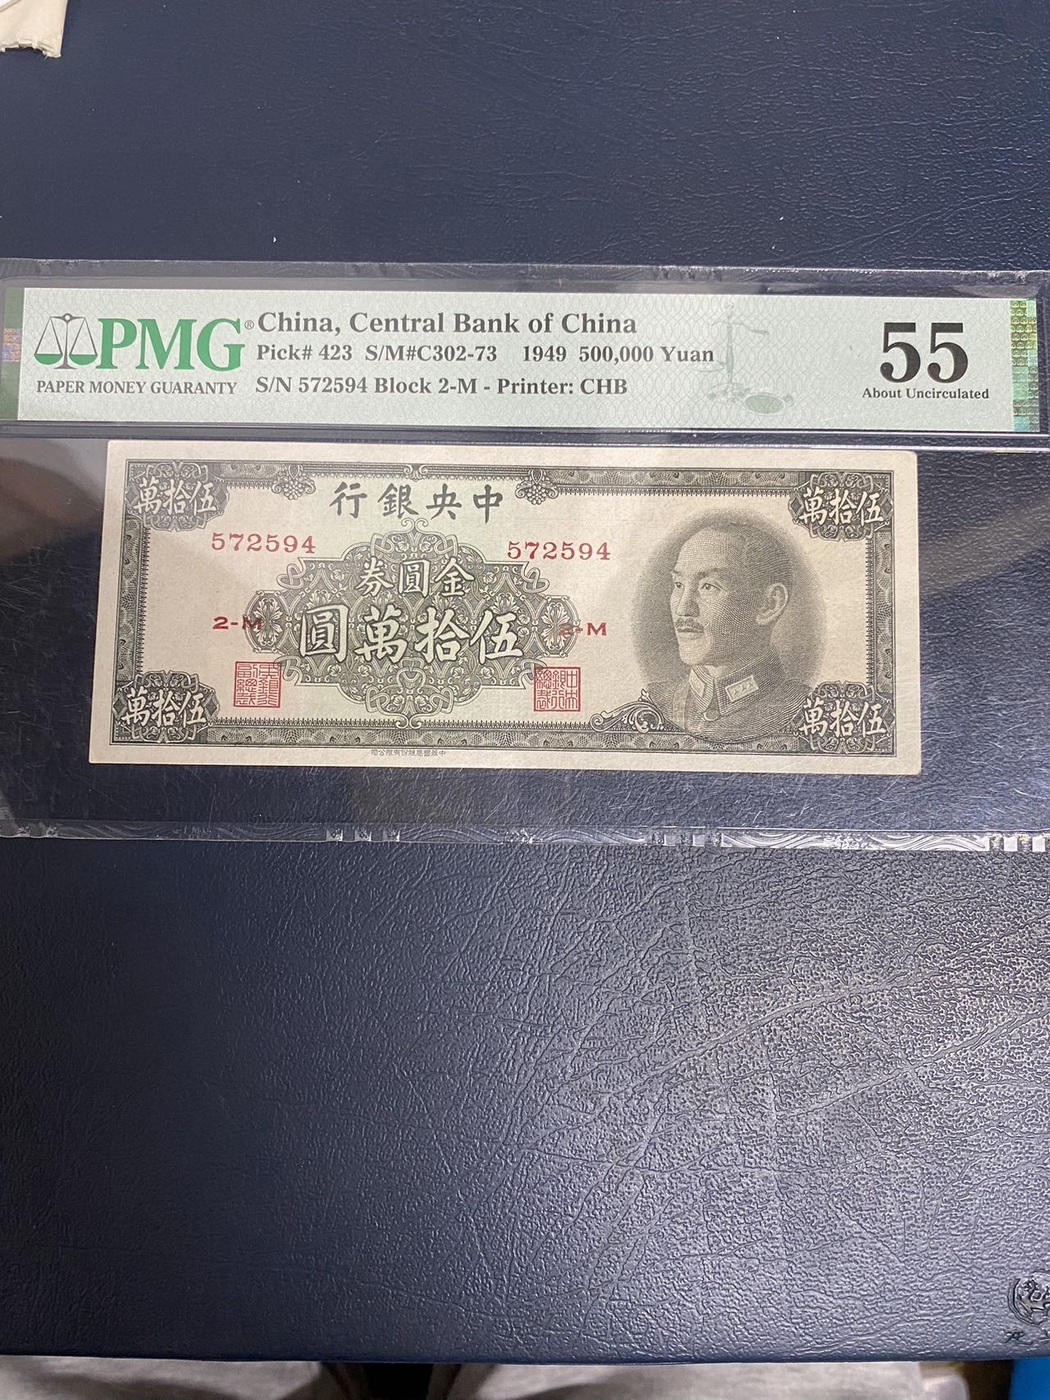 PMG®
PAPER MONEY GUARANTY
China, Central Bank of China
Pick# 423 S/M#C302-73 1949 500,000 Yuan
S/N 572594 Block 2-M - Printer: CHB
55
About Uncirculated
萬拾伍
行銀央中
萬拾伍
572594
572594
券圓金
圓萬拾伍
2-M
2-M
萬拾伍
萬拾伍